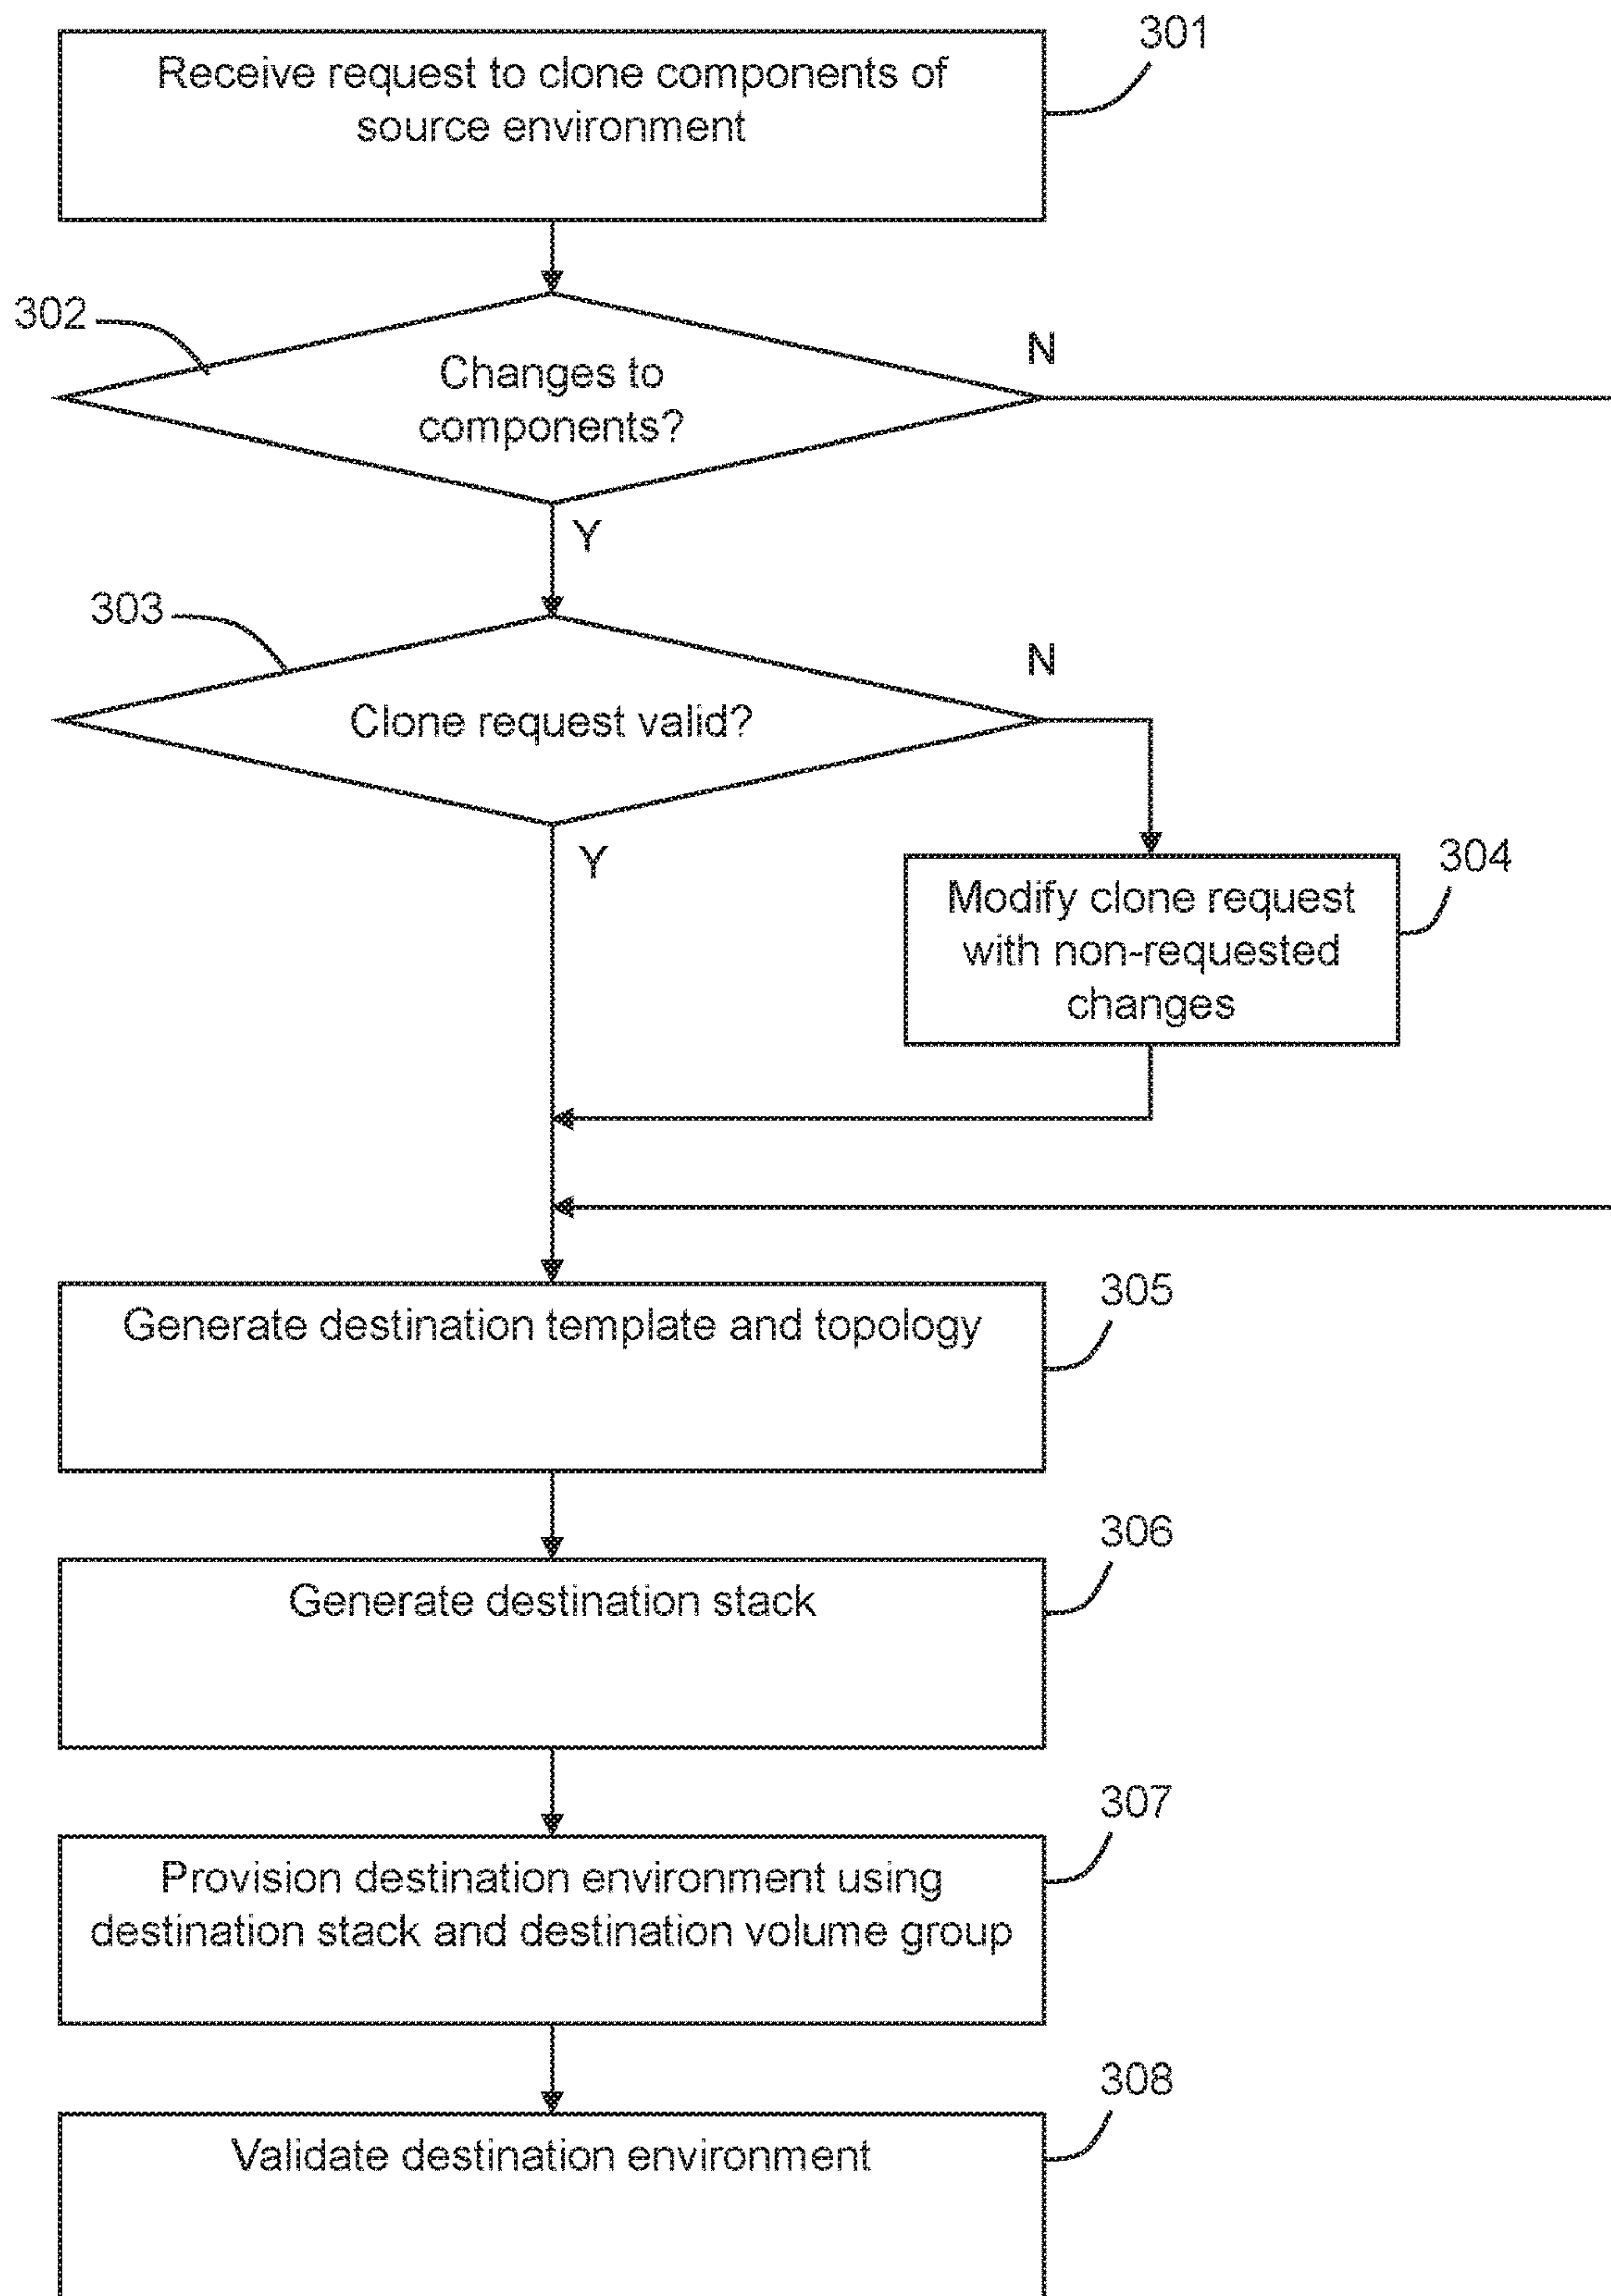 301
Receive request to clone components of
source environment
302
N
Changes to
components?
Y
303
N
Clone request valid?
Y
304
Modify clone request
with non-requested
changes
305
Generate destination template and topology
306
Generate destination stack
307
Provision destination environment using
destination stack and destination volume group
308
Validate destination environment